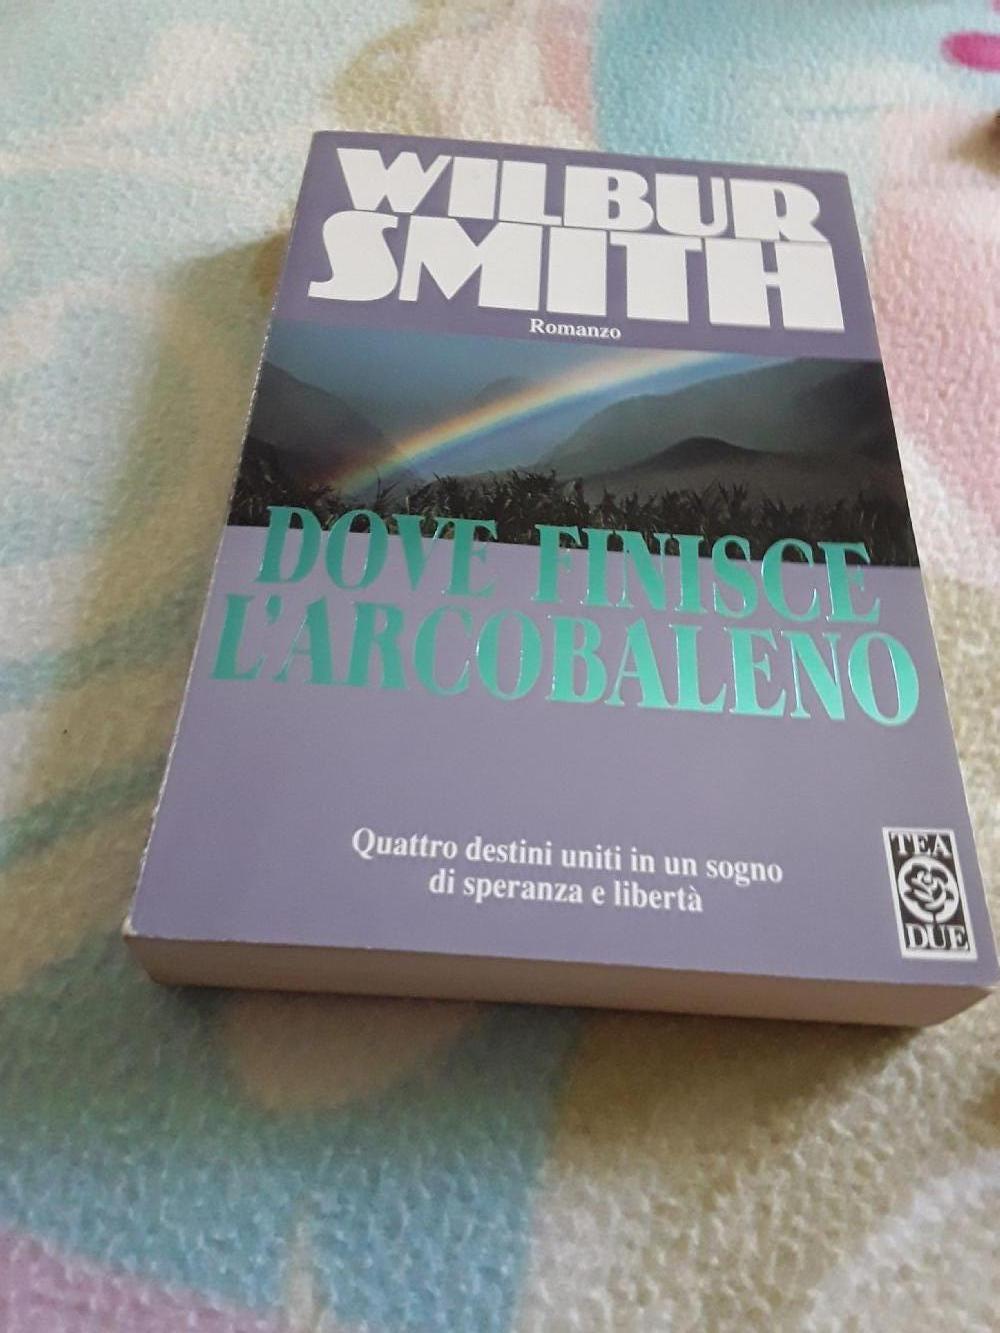 WILBUR
SMITH
Romanzo
DOVE FINISCE
L'ARCOBALENO
Quattro destini uniti in un sogno
di speranza e libertà
TEA
DUE